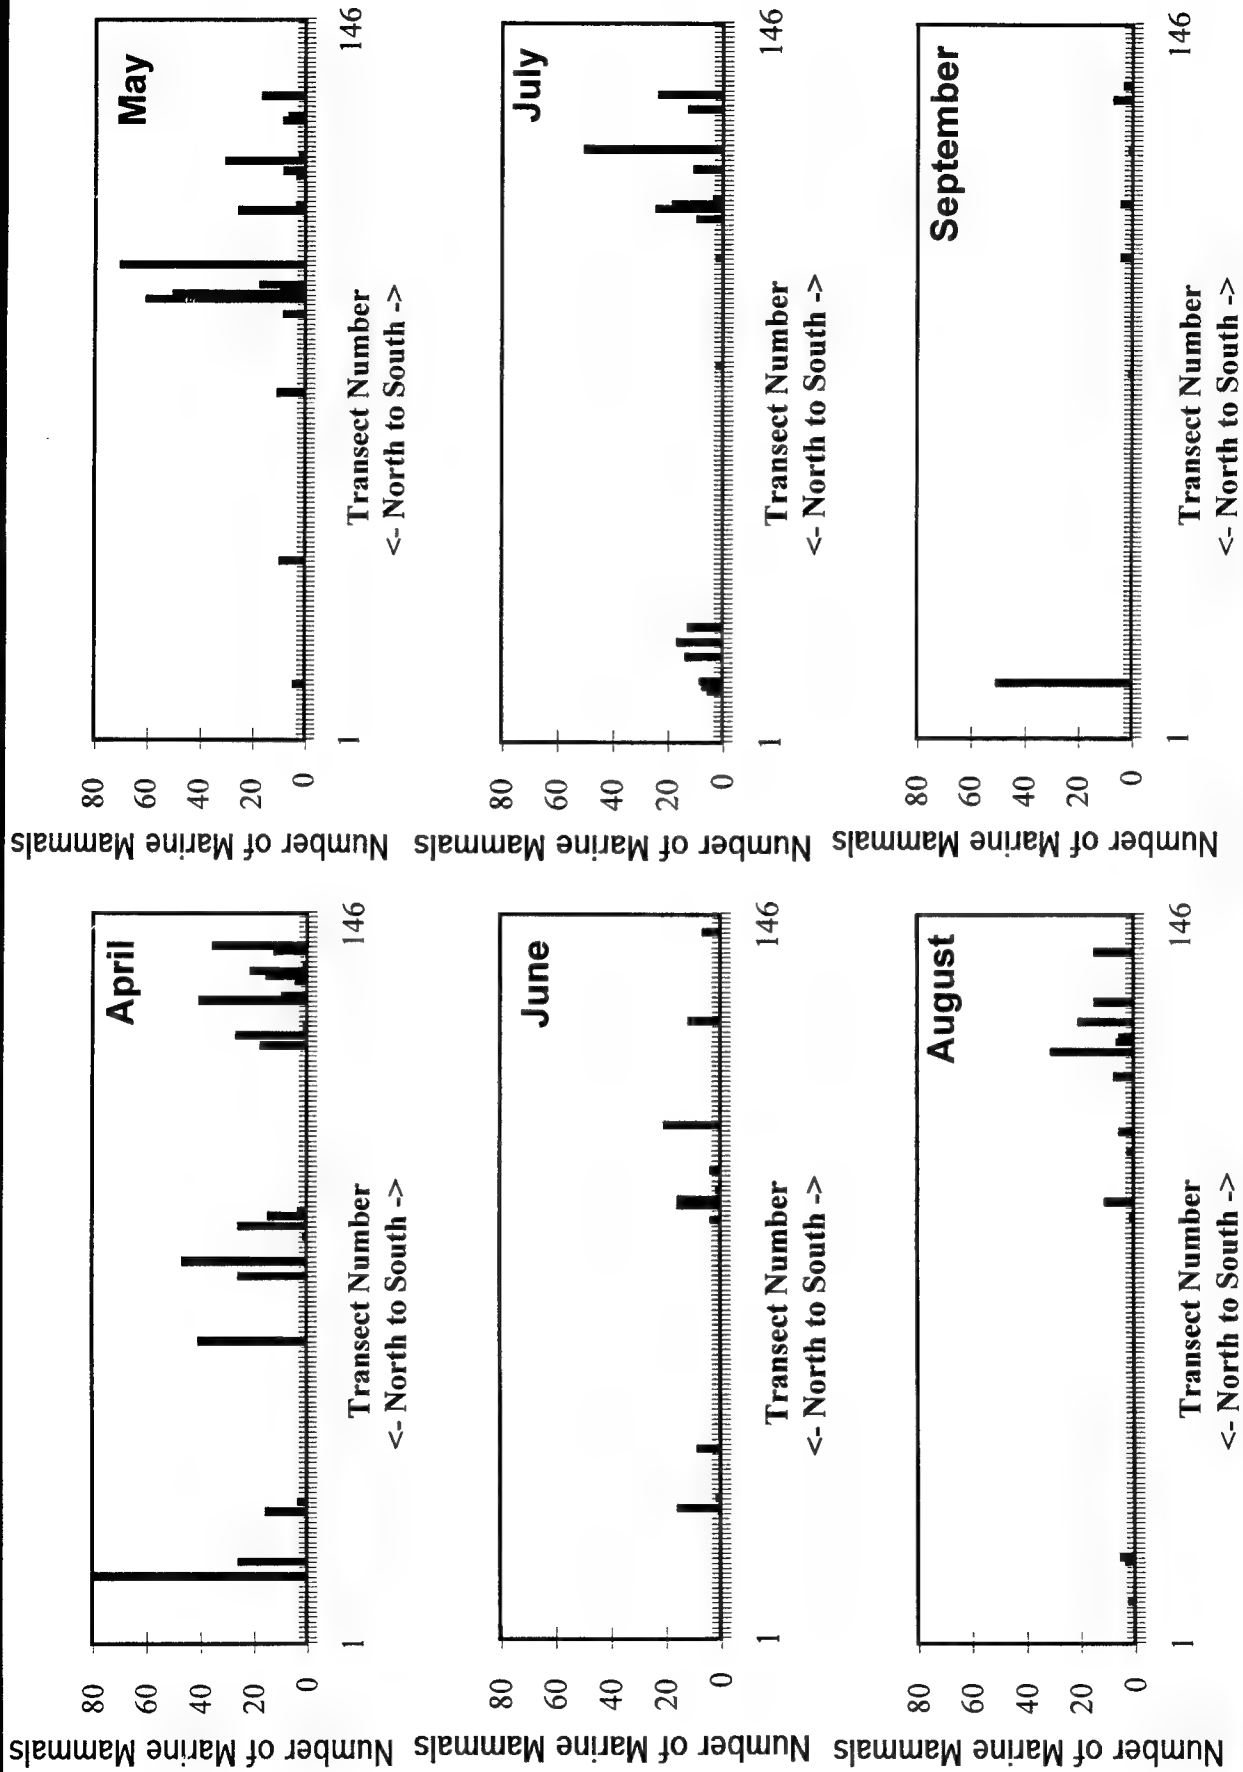 April
Number of Marine Mammals
80
60
40
20
0
1
146
Transect Number
<- North to South ->
May
Number of Marine Mammals
80
60
40
20
0
1
146
Transect Number
<- North to South ->
June
Number of Marine Mammals
80
60
40
20
0
1
146
Transect Number
<- North to South ->
July
Number of Marine Mammals
80
60
40
20
0
1
146
Transect Number
<- North to South ->
August
Number of Marine Mammals
80
60
40
20
0
1
146
Transect Number
<- North to South ->
September
Number of Marine Mammals
80
60
40
20
0
1
146
Transect Number
<- North to South ->